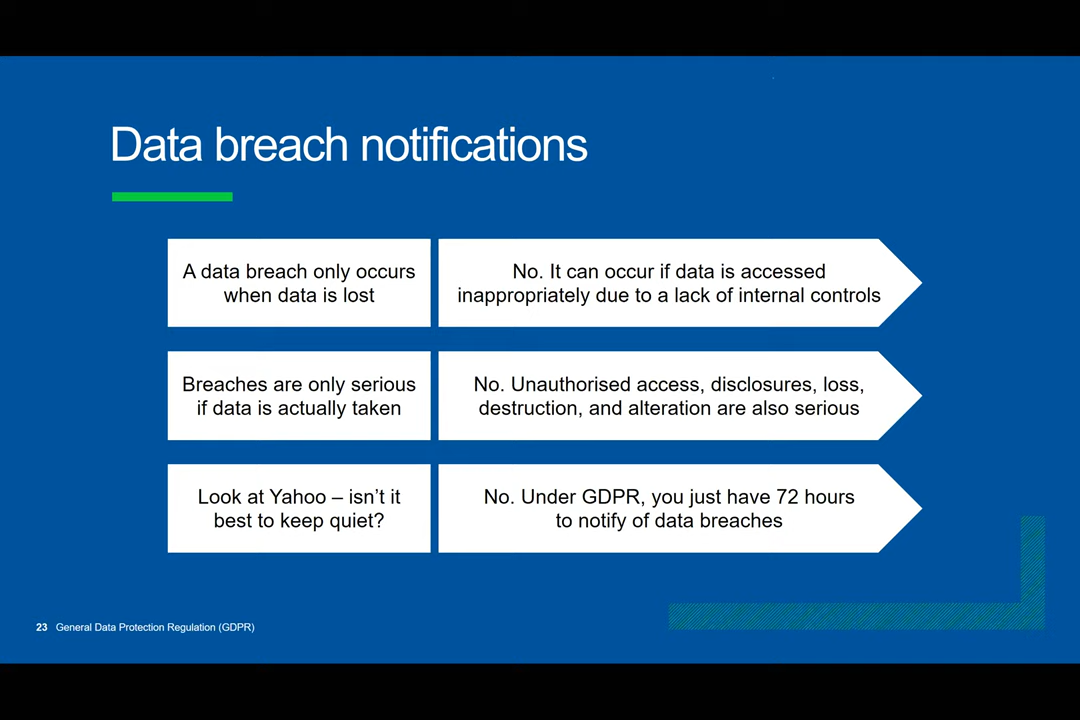 Data breach notifications
A data breach only occurs
when data is lost
No. It can occur if data is accessed
inappropriately due to a lack of internal controls
Breaches are only serious
if data is actually taken
No. Unauthorised access, disclosures, loss,
destruction, and alteration are also serious
Look at Yahoo – isn’t it
best to keep quiet?
No. Under GDPR, you just have 72 hours
to notify of data breaches
23 General Data Protection Regulation (GDPR)